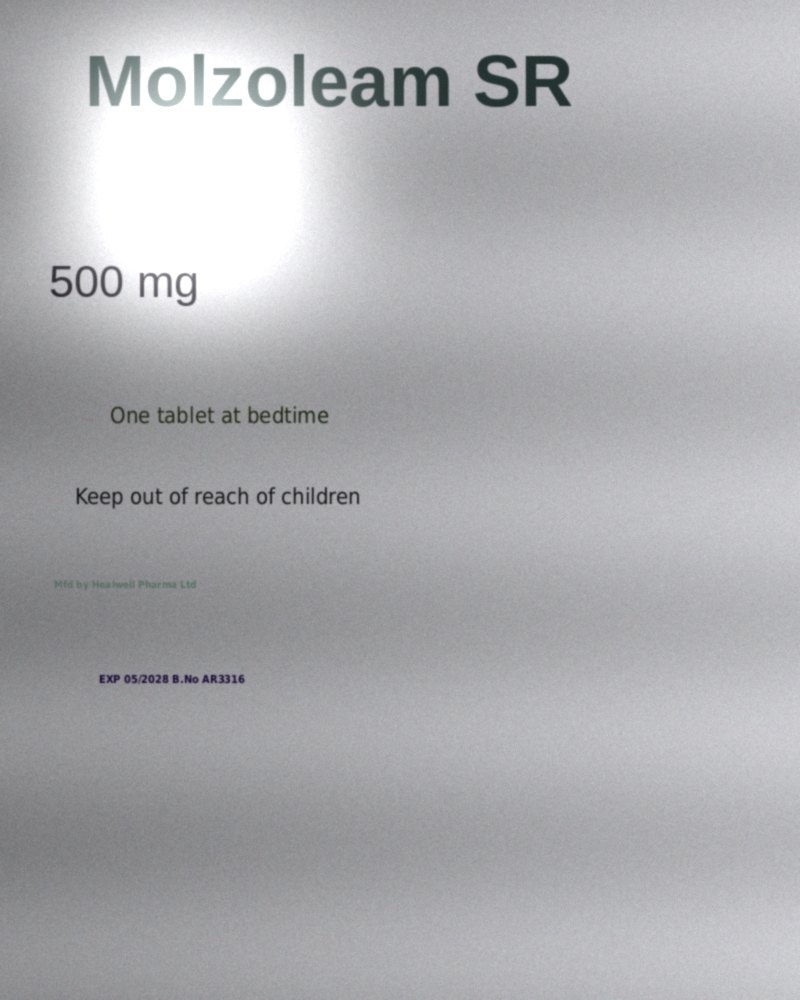 Molzoleam SR
500 mg
One tablet at bedtime
Keep out of reach of children
Mfd by Healwell Pharma Ltd
EXP 05/2028 B.No AR3316